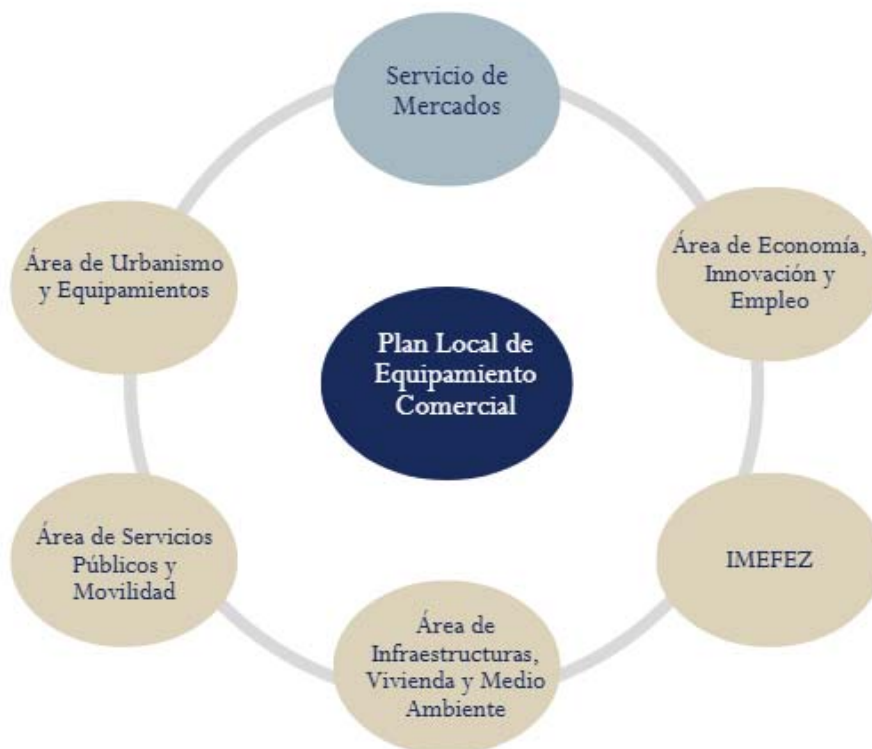 Servicio de
Mercados
Área de Urbanismo
y Equipamientos
Área de Economía,
Innovación y
Empleo
Plan Local de
Equipamiento
Comercial
Área de Servicios
Públicos y
Movilidad
IMEFEZ
Área de
Infraestructuras,
Vivienda y Medio
Ambiente